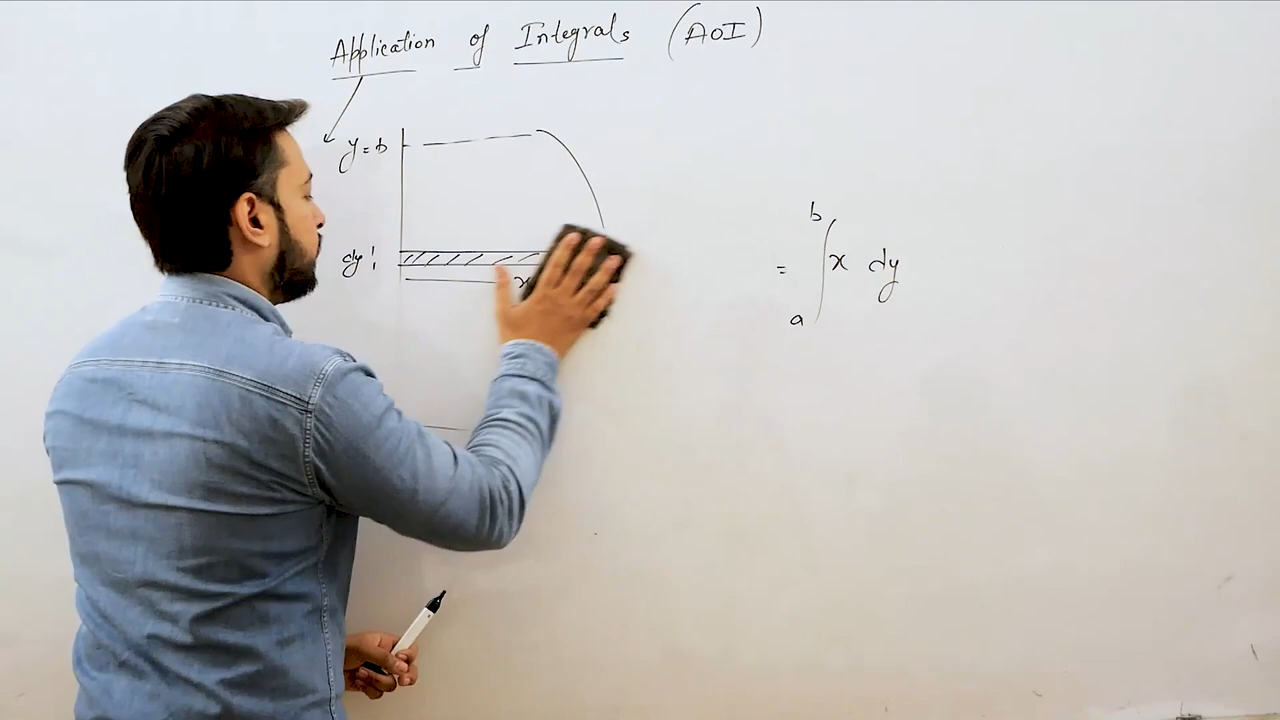 Application of Integrals (AOI)
y = b
dy
x
b
= ∫ x dy
a